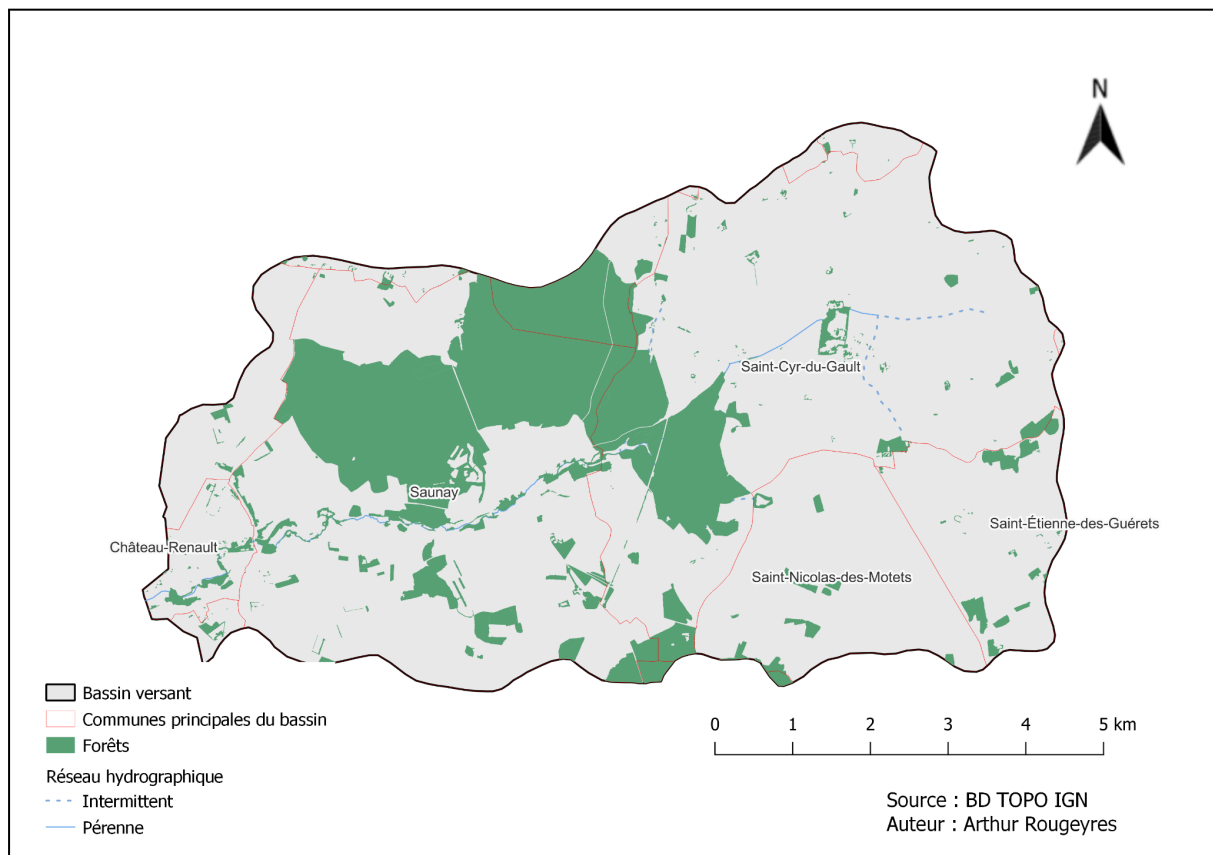 N
Saint-Cyr-du-Gault
Saunay
Saint-Étienne-des-Guérets
Château-Renault
Saint-Nicolas-des-Motets
Bassin versant
Communes principales du bassin
Forêts
Réseau hydrographique
Intermittent
Pérenne
0 1 2 3 4 5 km
Source : BD TOPO IGN
Auteur : Arthur Rougeyres